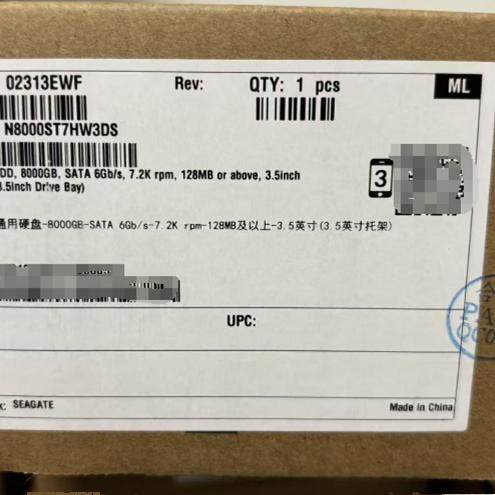 02313EWF Rev: QTY: 1 pcs ML
N8000ST7HW3DS
DD, 8000GB, SATA 6Gb/s, 7.2K rpm, 128MB or above, 3.5inch
3.5inch Drive Bay)
3
通用硬盘-8000GB-SATA 6Gb/s-7.2K rpm-128MB及以上-3.5英寸(3.5英寸托架)
UPC:
SEAGATE Made in China